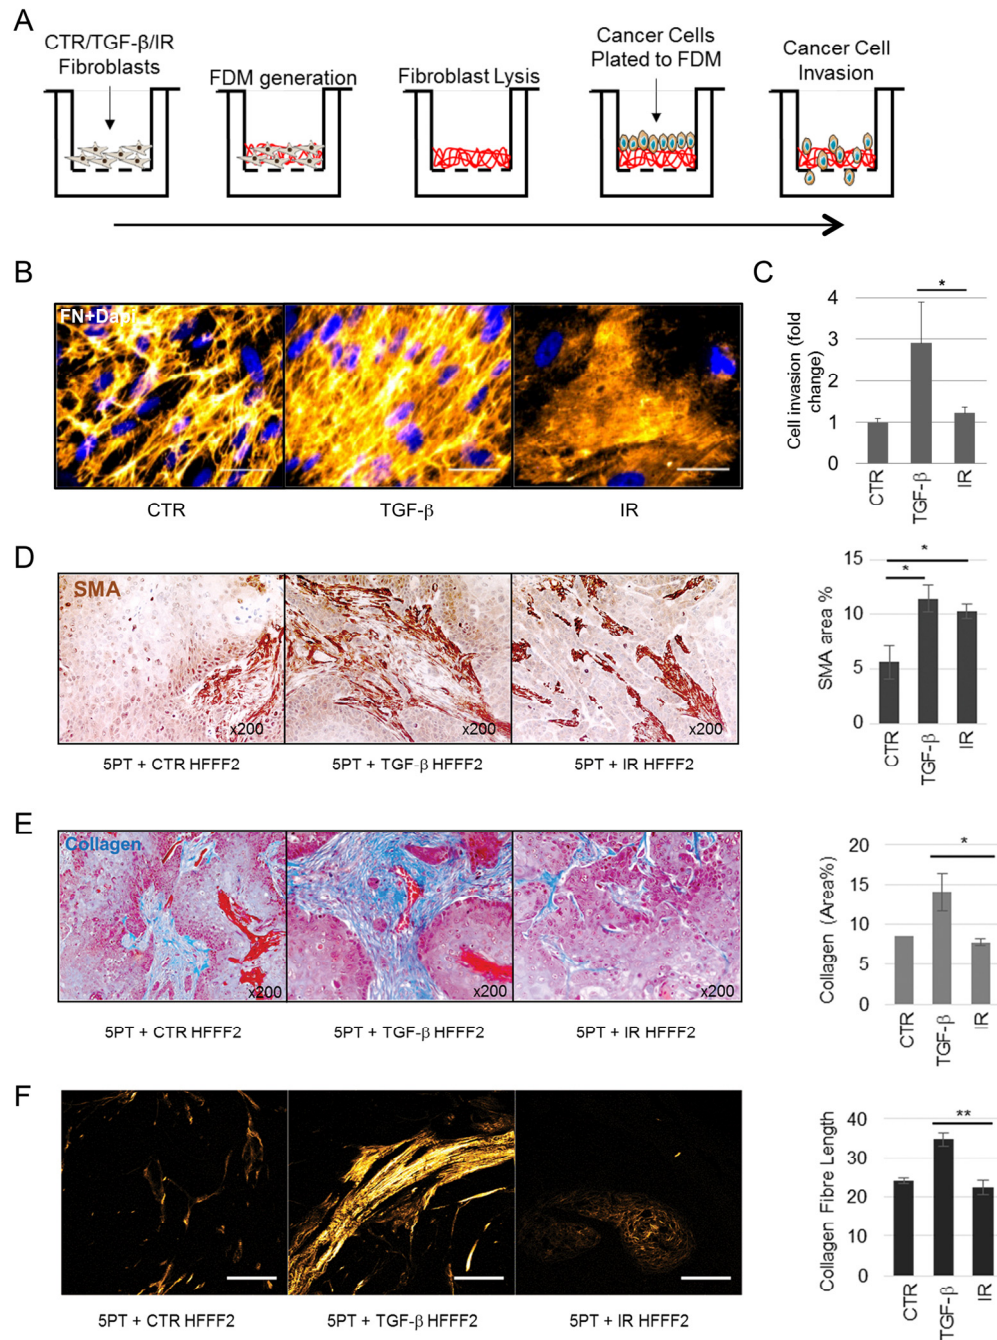 A
CTR/TGF-β/IR
Fibroblasts
FDM generation
Fibroblast Lysis
Cancer Cells
Plated to FDM
Cancer Cell
Invasion
B
FN+Dapi
CTR
TGF-β
IR
C
Cell invasion (fold
change)
4
3
2
1
0
*
CTR
TGF-β
IR
D
SMA
x200
x200
x200
5PT + CTR HFFF2
5PT + TGF-β HFFF2
5PT + IR HFFF2
SMA area %
15
10
5
0
*
*
CTR
TGF-β
IR
E
Collagen
x200
x200
x200
5PT + CTR HFFF2
5PT + TGF-β HFFF2
5PT + IR HFFF2
Collagen (Area%)
20
15
10
5
0
*
CTR
TGF-β
IR
F
5PT + CTR HFFF2
5PT + TGF-β HFFF2
5PT + IR HFFF2
Collagen Fibre Length
40
30
20
10
0
**
CTR
TGF-β
IR